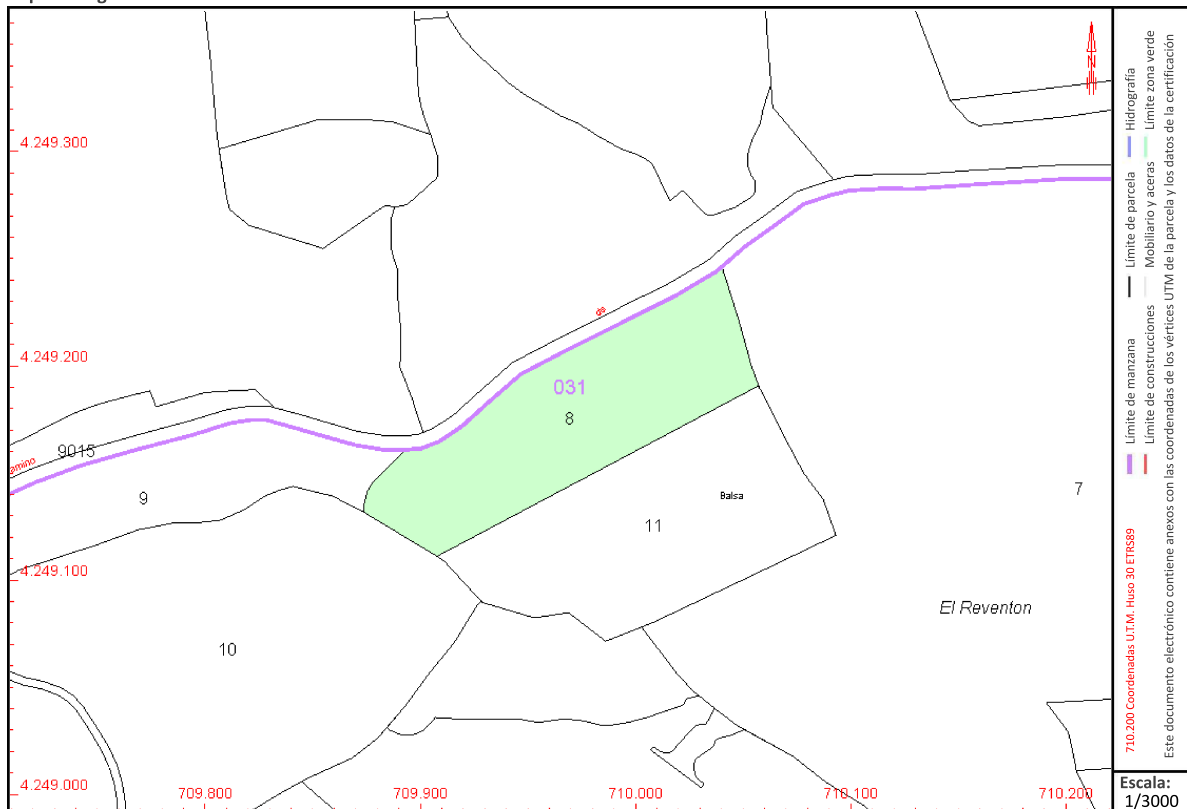 4.249.300
4.249.200
4.249.100
4.249.000
709.800
709.900
710.000
710.100
710.200
de
031
8
9015
amino
9
7
Balsa
11
El Reventon
10
N
Límite de manzana
Límite de parcela
Hidrografía
Límite de construcciones
Mobiliario y aceras
Límite zona verde
710.200 Coordenadas U.T.M. Huso 30 ETRS89
Este documento electrónico contiene anexos con las coordenadas de los vértices UTM de la parcela y los datos de la certificación
Escala:
1/3000